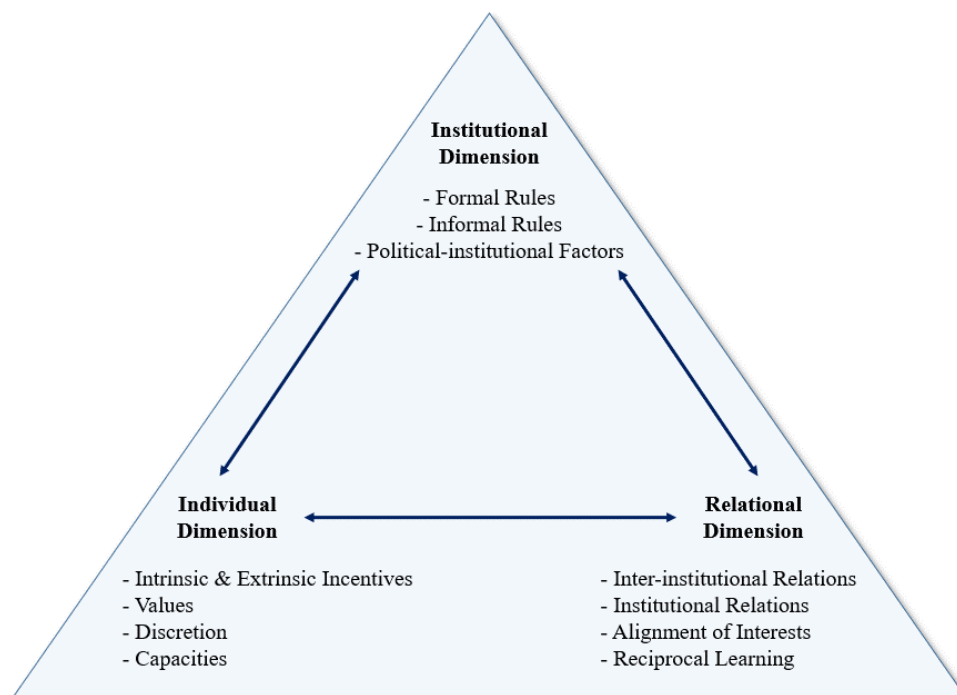 Institutional
Dimension
- Formal Rules
- Informal Rules
- Political-institutional Factors
Individual
Dimension
- Intrinsic & Extrinsic Incentives
- Values
- Discretion
- Capacities
Relational
Dimension
- Inter-institutional Relations
- Institutional Relations
- Alignment of Interests
- Reciprocal Learning